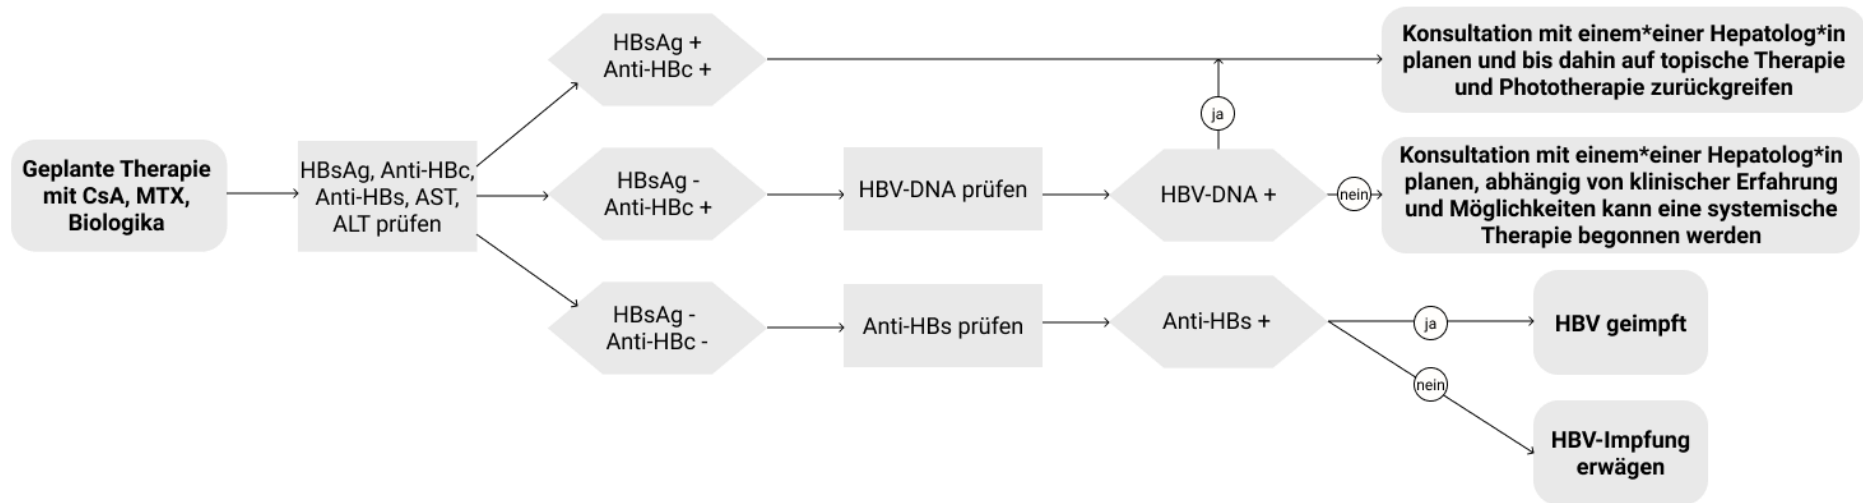 Geplante Therapie
mit CsA, MTX,
Biologika
HBsAg, Anti-HBc,
Anti-HBs, AST,
ALT prüfen
HBsAg +
Anti-HBc +
Konsultation mit einem*einer Hepatolog*in
planen und bis dahin auf topische Therapie
und Phototherapie zurückgreifen
HBsAg -
Anti-HBc +
HBV-DNA prüfen
HBV-DNA +
ja
nein
Konsultation mit einem*einer Hepatolog*in
planen, abhängig von klinischer Erfahrung
und Möglichkeiten kann eine systemische
Therapie begonnen werden
HBsAg -
Anti-HBc -
Anti-HBs prüfen
Anti-HBs +
ja
HBV geimpft
nein
HBV-Impfung
erwägen